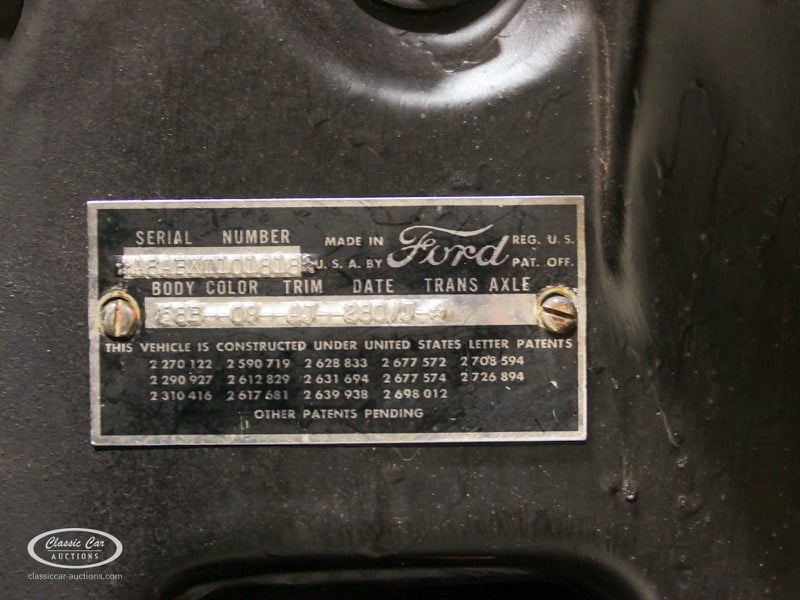 SERIAL NUMBER
MADE IN Ford REG. U.S.
U.S.A. BY PAT. OFF.
BODY COLOR TRIM DATE TRANS AXLE
THIS VEHICLE IS CONSTRUCTED UNDER UNITED STATES LETTER PATENTS
2 270 122 2 590 719 2 628 833 2 677 572 2 708 594
2 290 927 2 612 829 2 631 694 2 677 574 2 726 894
2 310 416 2 617 681 2 639 938 2 698 012
OTHER PATENTS PENDING
Classic Car
AUCTIONS
classiccar-auctions.com